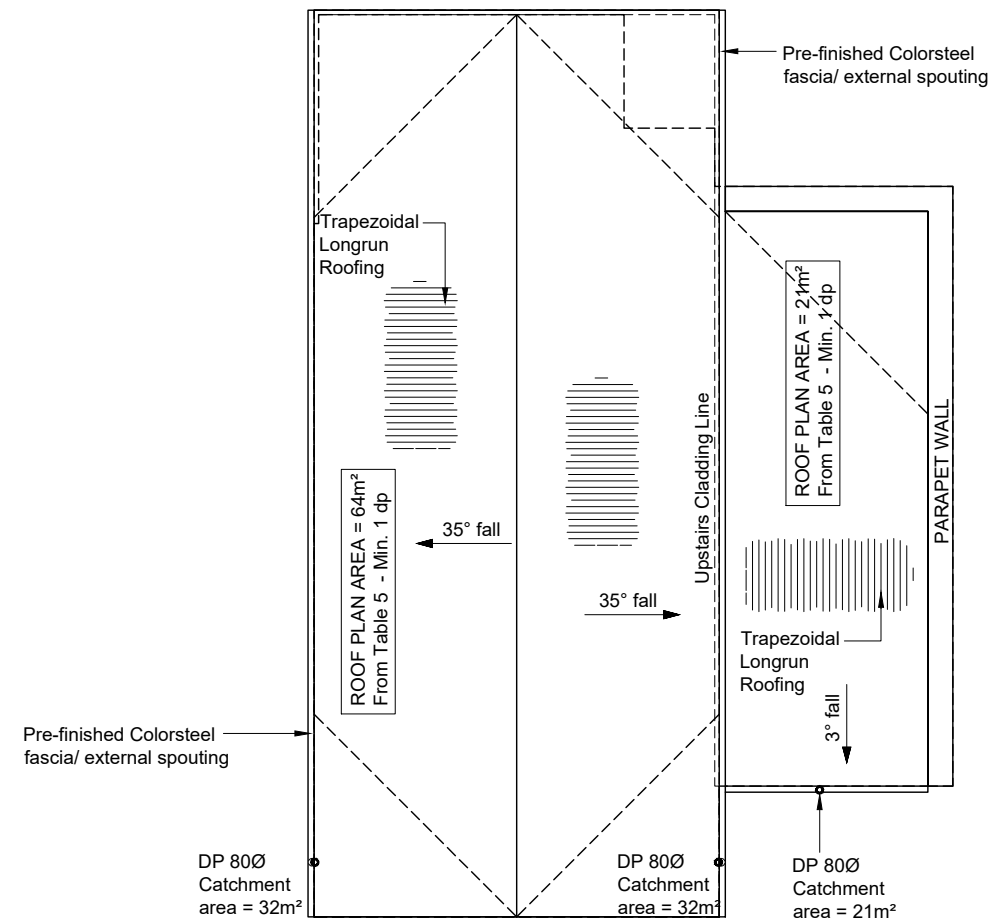 Pre-finished Colorsteel
fascia/ external spouting
Trapezoidal
Longrun
Roofing
ROOF PLAN AREA = 21m²
From Table 5 - Min. 1 dp
Upstairs Cladding Line
PARAPET WALL
ROOF PLAN AREA = 64m²
From Table 5 - Min. 1 dp
35° fall
35° fall
Trapezoidal
Longrun
Roofing
3° fall
Pre-finished Colorsteel
fascia/ external spouting
DP 80Ø
Catchment
area = 32m²
DP 80Ø
Catchment
area = 32m²
DP 80Ø
Catchment
area = 21m²